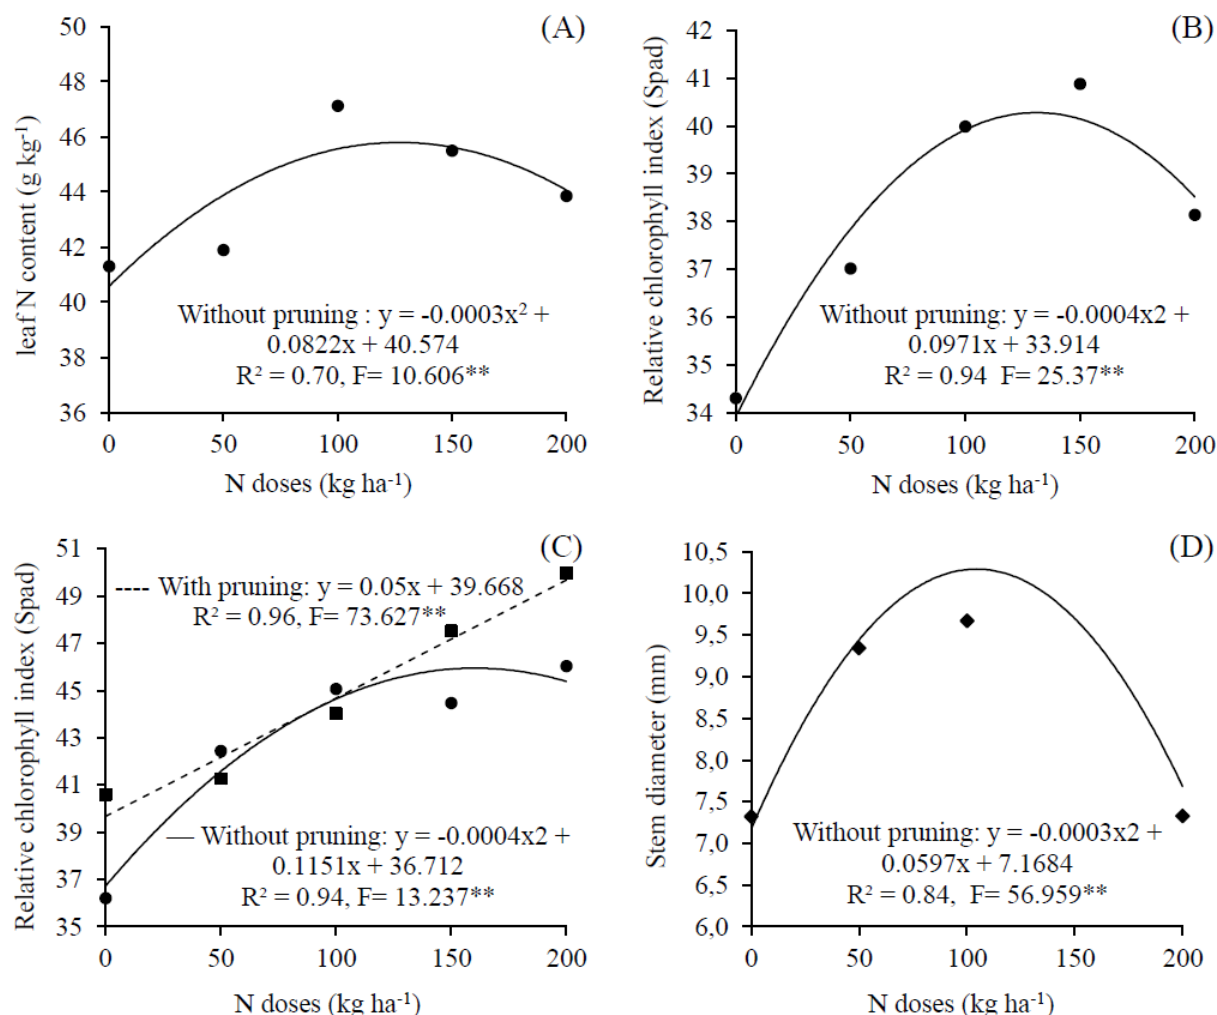 (A)
leaf N content (g kg⁻¹)
50
48
46
44
42
40
38
36
Without pruning : y = -0.0003x² +
0.0822x + 40.574
R² = 0.70, F= 10.606**
0 50 100 150 200
N doses (kg ha⁻¹)
(B)
Relative chlorophyll index (Spad)
42
41
40
39
38
37
36
35
34
Without pruning: y = -0.0004x2 +
0.0971x + 33.914
R² = 0.94 F= 25.37**
0 50 100 150 200
N doses (kg ha⁻¹)
(C)
Relative chlorophyll index (Spad)
51
49
47
45
43
41
39
37
35
With pruning: y = 0.05x + 39.668
R² = 0.96, F= 73.627**
Without pruning: y = -0.0004x2 +
0.1151x + 36.712
R² = 0.94, F= 13.237**
0 50 100 150 200
N doses (kg ha⁻¹)
(D)
Stem diameter (mm)
10,5
10,0
9,5
9,0
8,5
8,0
7,5
7,0
6,5
6,0
Without pruning: y = -0.0003x2 +
0.0597x + 7.1684
R² = 0.84, F= 56.959**
0 50 100 150 200
N doses (kg ha⁻¹)